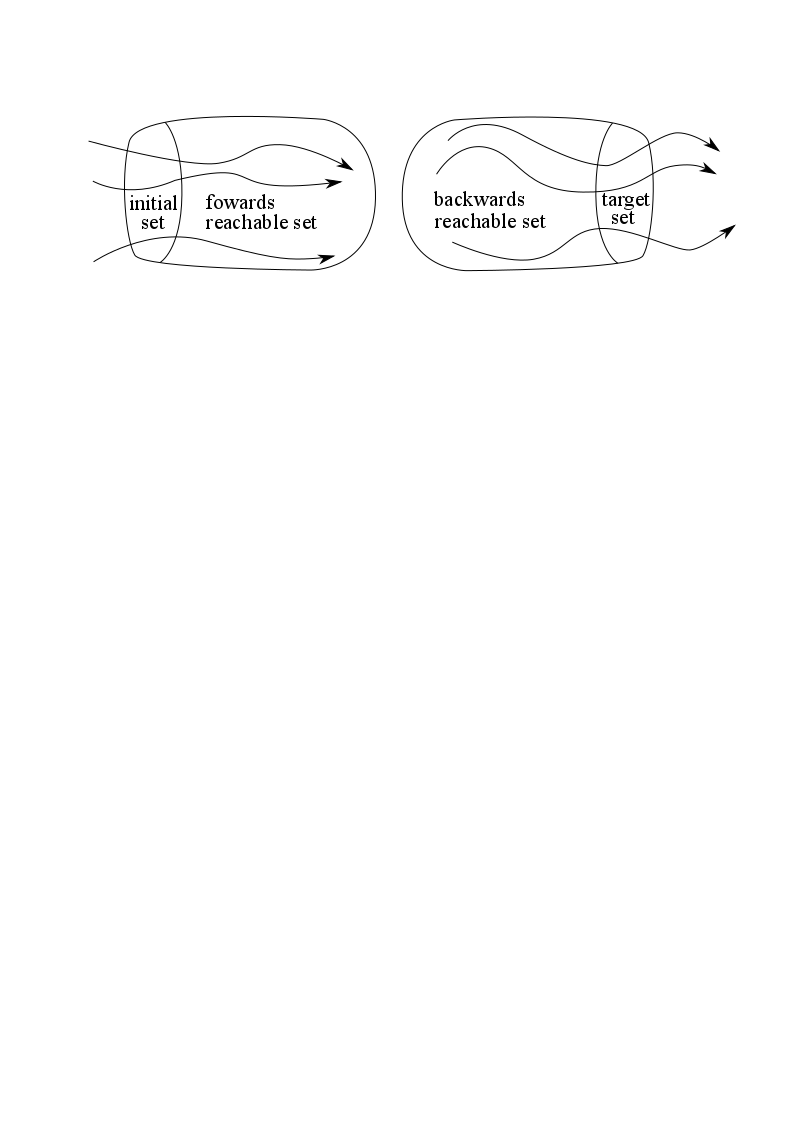 initial
set
fowards
reachable set
backwards
reachable set
target
set